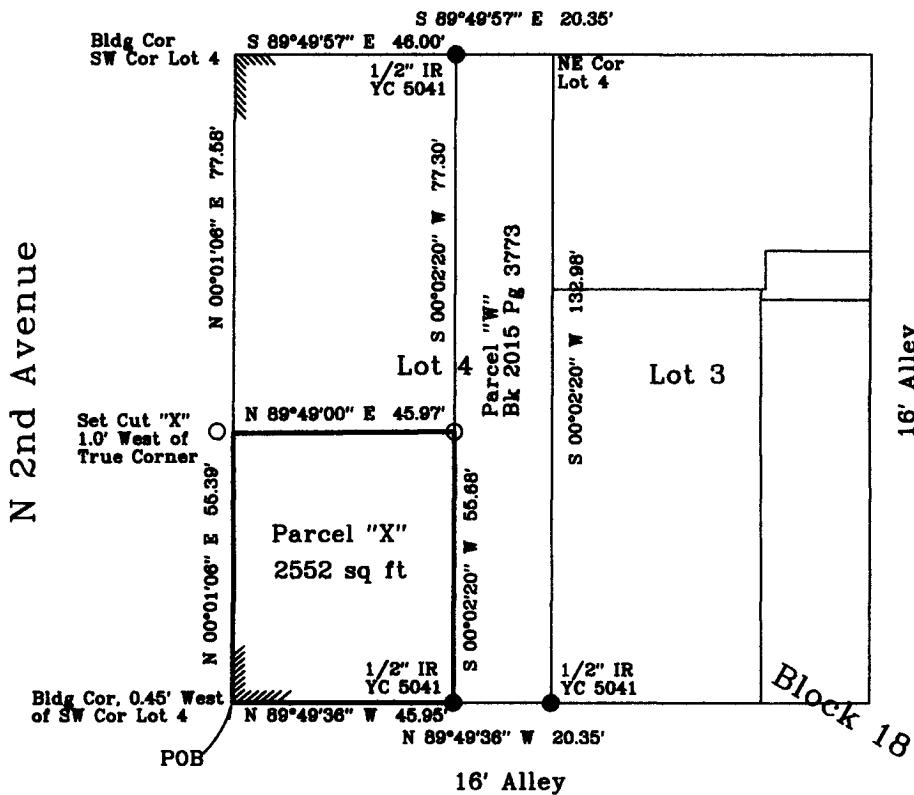 S 89°49'57" E 20.35'
Bldg Cor
SW Cor Lot 4
S 89°49'57" E 46.00'
1/2" IR
YC 5041
NE Cor
Lot 4
N 00°01'06" E 77.58'
S 00°02'20" W 77.30'
Parcel "W"
Bk 2015 Pg 3773
S 00°02'20" W 132.98'
N 2nd Avenue
Lot 4
Lot 3
16' Alley
Set Cut "X"
1.0' West of
True Corner
N 89°49'00" E 45.97'
N 00°01'06" E 55.39'
Parcel "X"
2552 sq ft
S 00°02'20" W 55.68'
1/2" IR
YC 5041
1/2" IR
YC 5041
Block 18
Bldg Cor, 0.45' West
of SW Cor Lot 4
N 89°49'36" W 45.95'
N 89°49'36" W 20.35'
POB
16' Alley